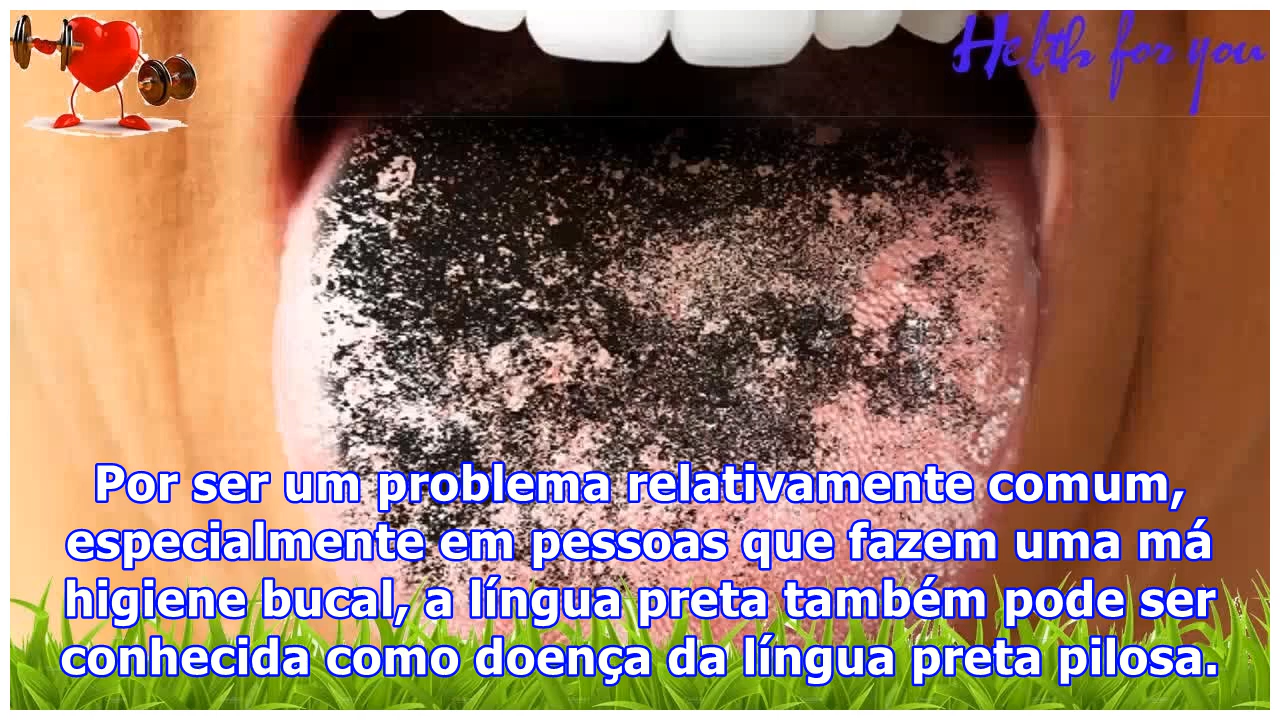 Helth for you
Por ser um problema relativamente comum,
especialmente em pessoas que fazem uma má
higiene bucal, a língua preta também pode ser
conhecida como doença da língua preta pilosa.